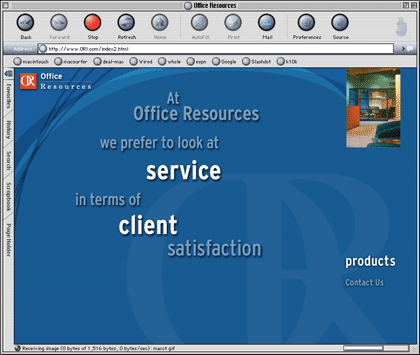 Office Resources
Back Forward Stop Refresh Home AutoFill Print Mail Preferences Source
Address http://www.ORI.com/index2.html
macintouch macsurfer deal-mac Wired whole espn Google Slashdot k10k
Favorites
History
Search
Scrapbook
Page Holder
OR Office
Resources
At
Office Resources
we prefer to look at
service
in terms of
client
satisfaction
products
Contact Us
Receiving image (0 bytes of 1,516 bytes, 0 bytes/sec): mascot.gif